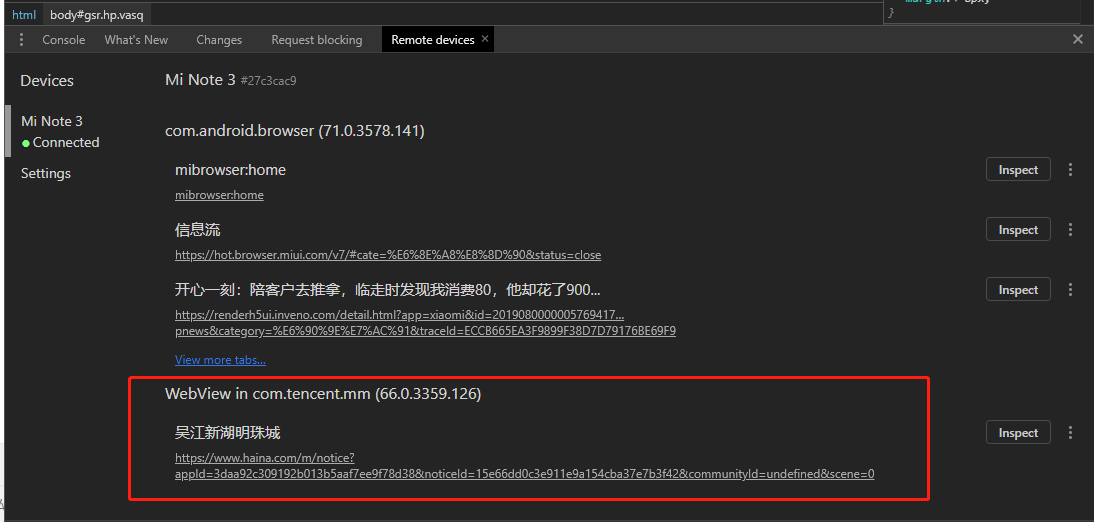 html body#gsr.hp.vasq
}
Console What's New Changes Request blocking Remote devices
Devices
Mi Note 3
Connected
Settings
Mi Note 3 #27c3cac9
com.android.browser (71.0.3578.141)
mibrowser:home
Inspect
mibrowser:home
信息流
Inspect
https://hot.browser.miui.com/v7/#cate=%E6%8E%A8%E8%8D%90&status=close
开心一刻：陪客户去推拿，临走时发现我消费80，他却花了900...
Inspect
https://renderh5ui.inveno.com/detail.html?app=xiaomi&id=2019080000005769417...
pnews&category=%E6%90%9E%E7%AC%91&traceId=ECCB665EA3F9899F38D7D79176BE69F9
View more tabs...
WebView in com.tencent.mm (66.0.3359.126)
吴江新湖明珠城
Inspect
https://www.haina.com/m/notice?
appId=3daa92c309192b013b5aaf7ee9f78d38&noticeId=15e66dd0c3e911e9a154cba37e7b3f42&communityId=undefined&scene=0